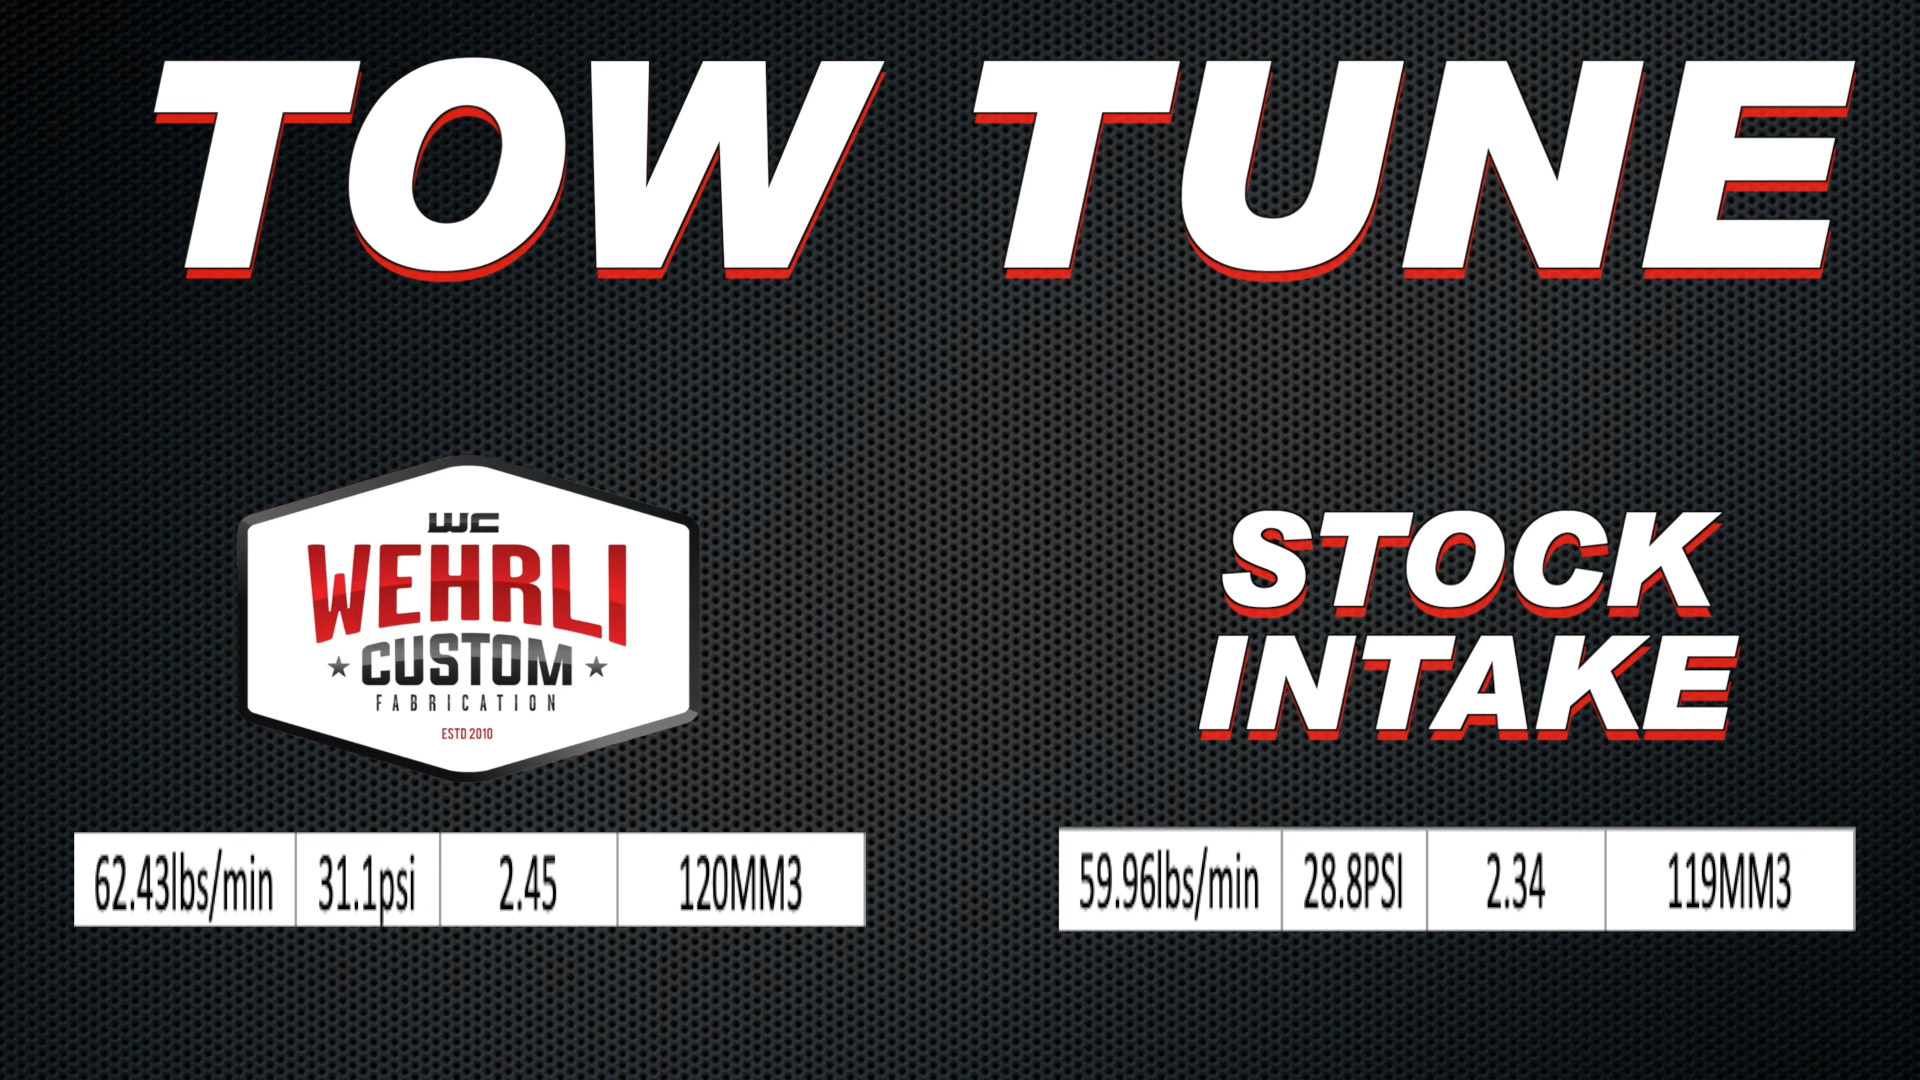 TOW TUNE
WC
WEHRLI
CUSTOM
FABRICATION
ESTD 2010
STOCK
INTAKE
62.43lbs/min 31.1psi 2.45 120MM3
59.96lbs/min 28.8PSI 2.34 119MM3